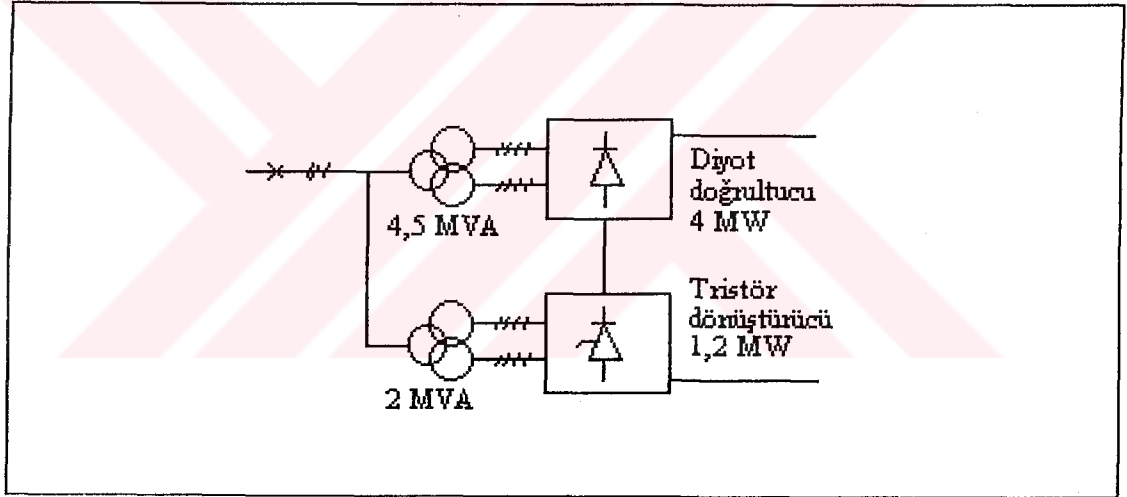 4,5 MVA
Diyot
doğrultucu
4 MW
2 MVA
Tristör
dönüştürücü
1,2 MW